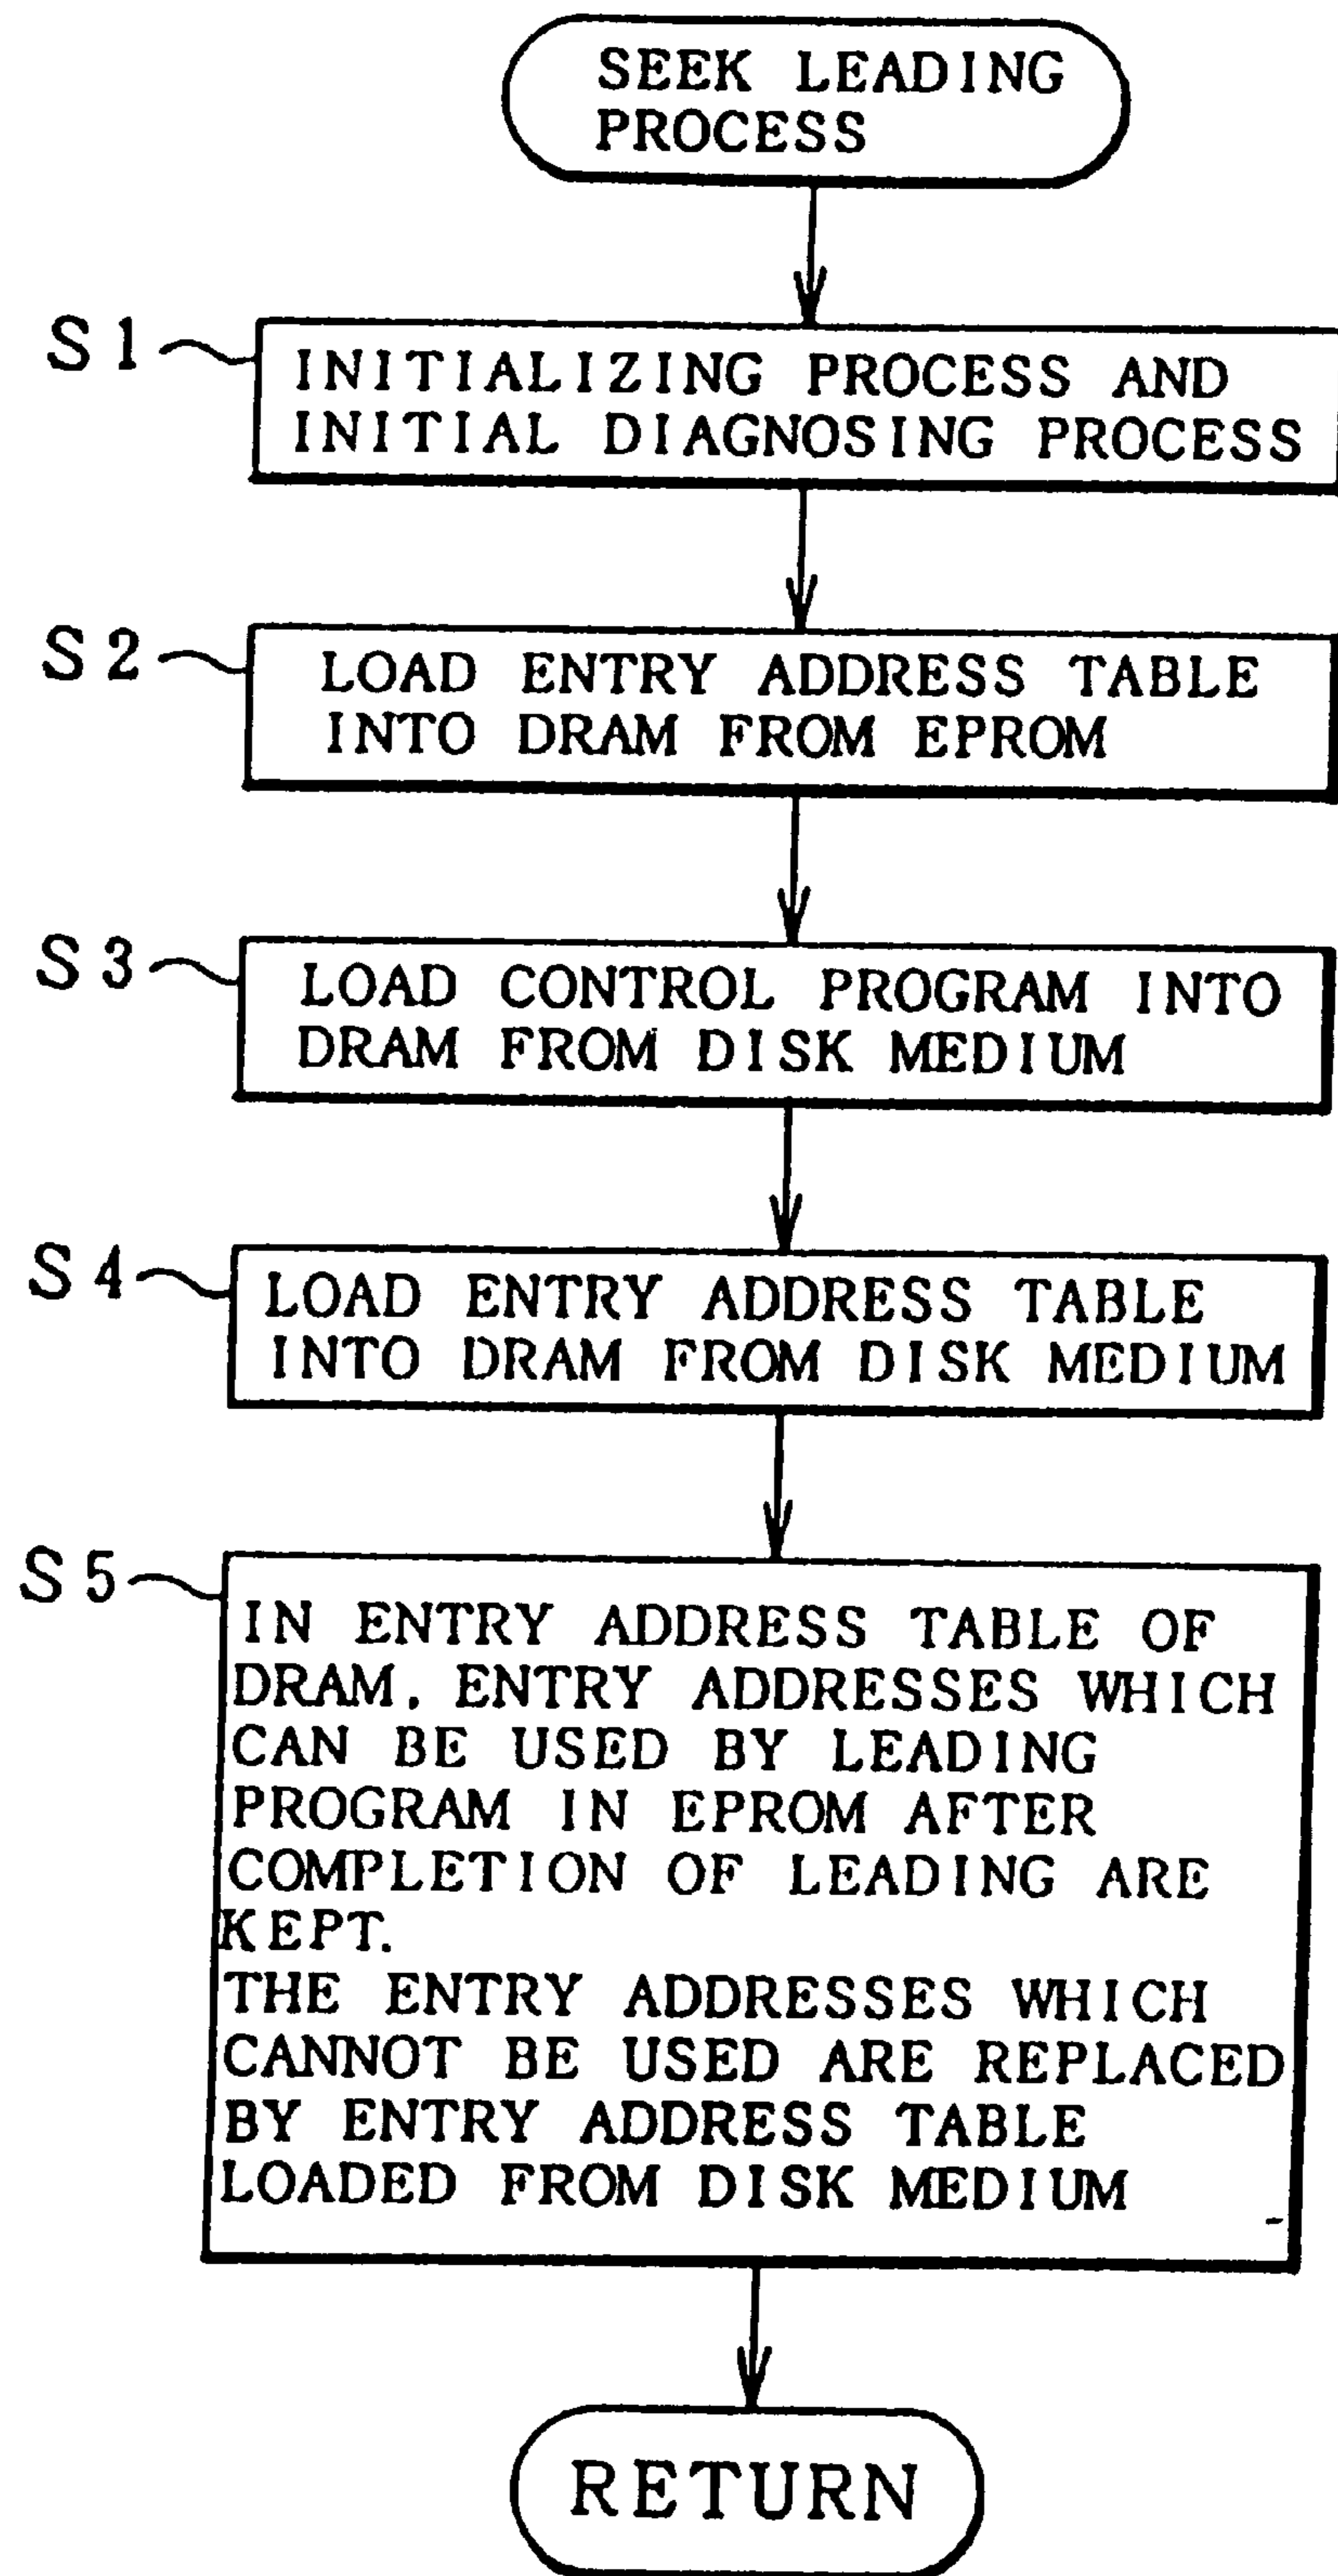 SEEK LEADING
PROCESS
S1
INITIALIZING PROCESS AND
INITIAL DIAGNOSING PROCESS
S2
LOAD ENTRY ADDRESS TABLE
INTO DRAM FROM EPROM
S3
LOAD CONTROL PROGRAM INTO
DRAM FROM DISK MEDIUM
S4
LOAD ENTRY ADDRESS TABLE
INTO DRAM FROM DISK MEDIUM
S5
IN ENTRY ADDRESS TABLE OF
DRAM. ENTRY ADDRESSES WHICH
CAN BE USED BY LEADING
PROGRAM IN EPROM AFTER
COMPLETION OF LEADING ARE
KEPT.
THE ENTRY ADDRESSES WHICH
CANNOT BE USED ARE REPLACED
BY ENTRY ADDRESS TABLE
LOADED FROM DISK MEDIUM
RETURN